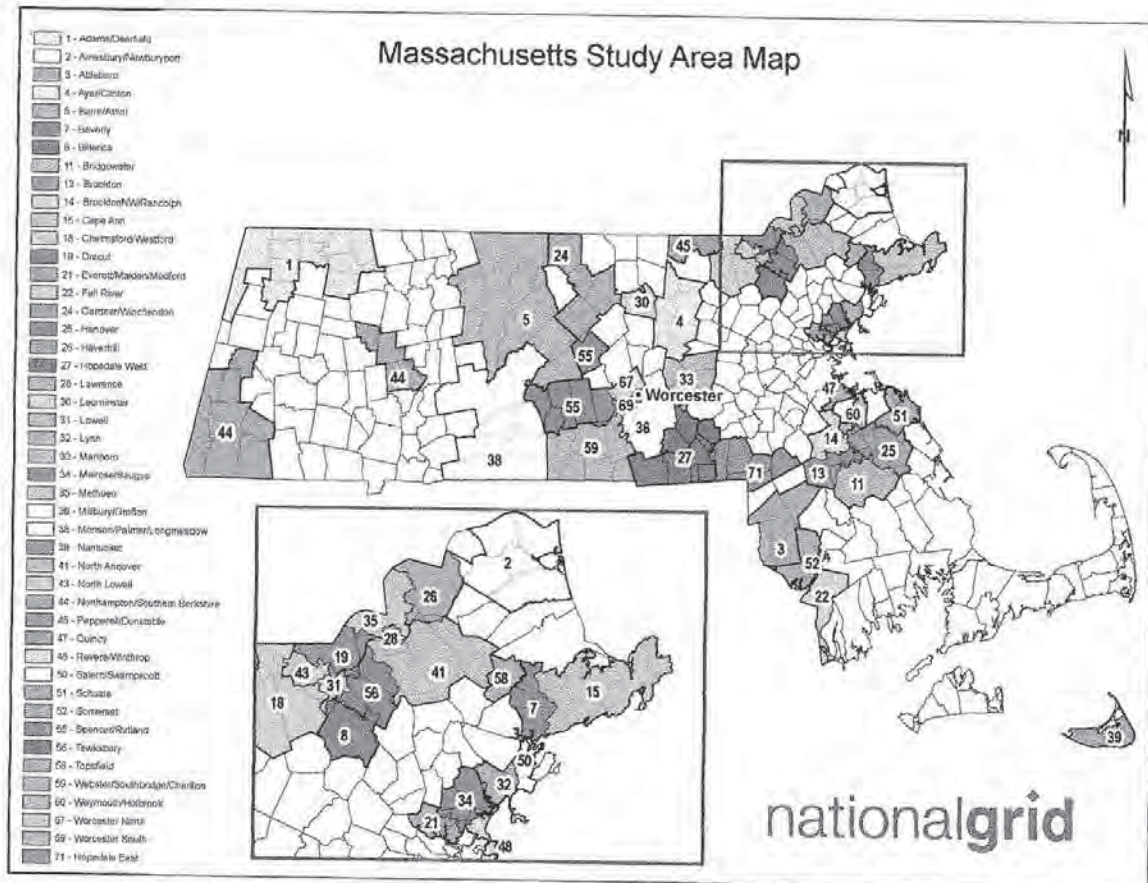 Massachusetts Study Area Map
1 - Adams/Deerfield
2 - Amesbury/Newburyport
3 - Attleboro
4 - Ayer/Clinton
5 - Barre/Athol
7 - Beverly
8 - Billerica
11 - Bridgewater
13 - Brockton
14 - BrocktonNW/Randolph
15 - Cape Ann
18 - Chelmsford/Westford
19 - Dracut
21 - Everett/Malden/Medford
22 - Fall River
24 - Gardner/Winchendon
25 - Hanover
26 - Haverhill
27 - Hopedale West
28 - Lawrence
30 - Leominster
31 - Lowell
32 - Lynn
33 - Marlboro
34 - Melrose/Saugus
35 - Methuen
36 - Millbury/Grafton
38 - Monson/Palmer/Longmeadow
39 - Nantucket
41 - North Andover
43 - North Lowell
44 - Northampton/Southern Berkshire
45 - Pepperell/Dunstable
47 - Quincy
48 - Revere/Winthrop
50 - Salem/Swampscott
51 - Scituate
52 - Somerset
55 - Spencer/Rutland
56 - Tewksbury
58 - Topsfield
59 - Webster/Southbridge/Charlton
60 - Weymouth/Holbrook
67 - Worcester North
69 - Worcester South
71 - Hopedale East
N
1
24
45
5
30
4
55
44
67
33
Worcester
55
69
47
44
60
51
36
14
38
59
27
25
71
13
11
3
52
22
39
2
26
35
28
19
43
41
58
31
15
18
56
7
8
50
32
34
21
48
nationalgrid